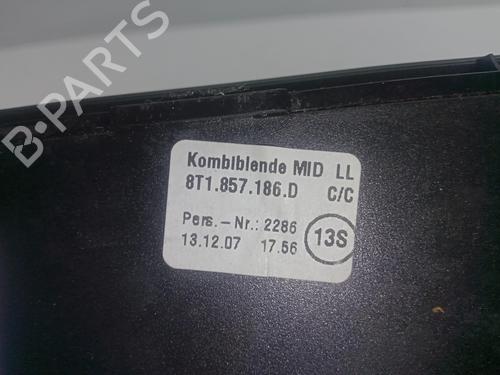 B-PARTS
Kombiblende MID LL
8T1.857.186.D C/C
Pers.-Nr.: 2286
13.12.07 17.56 13S